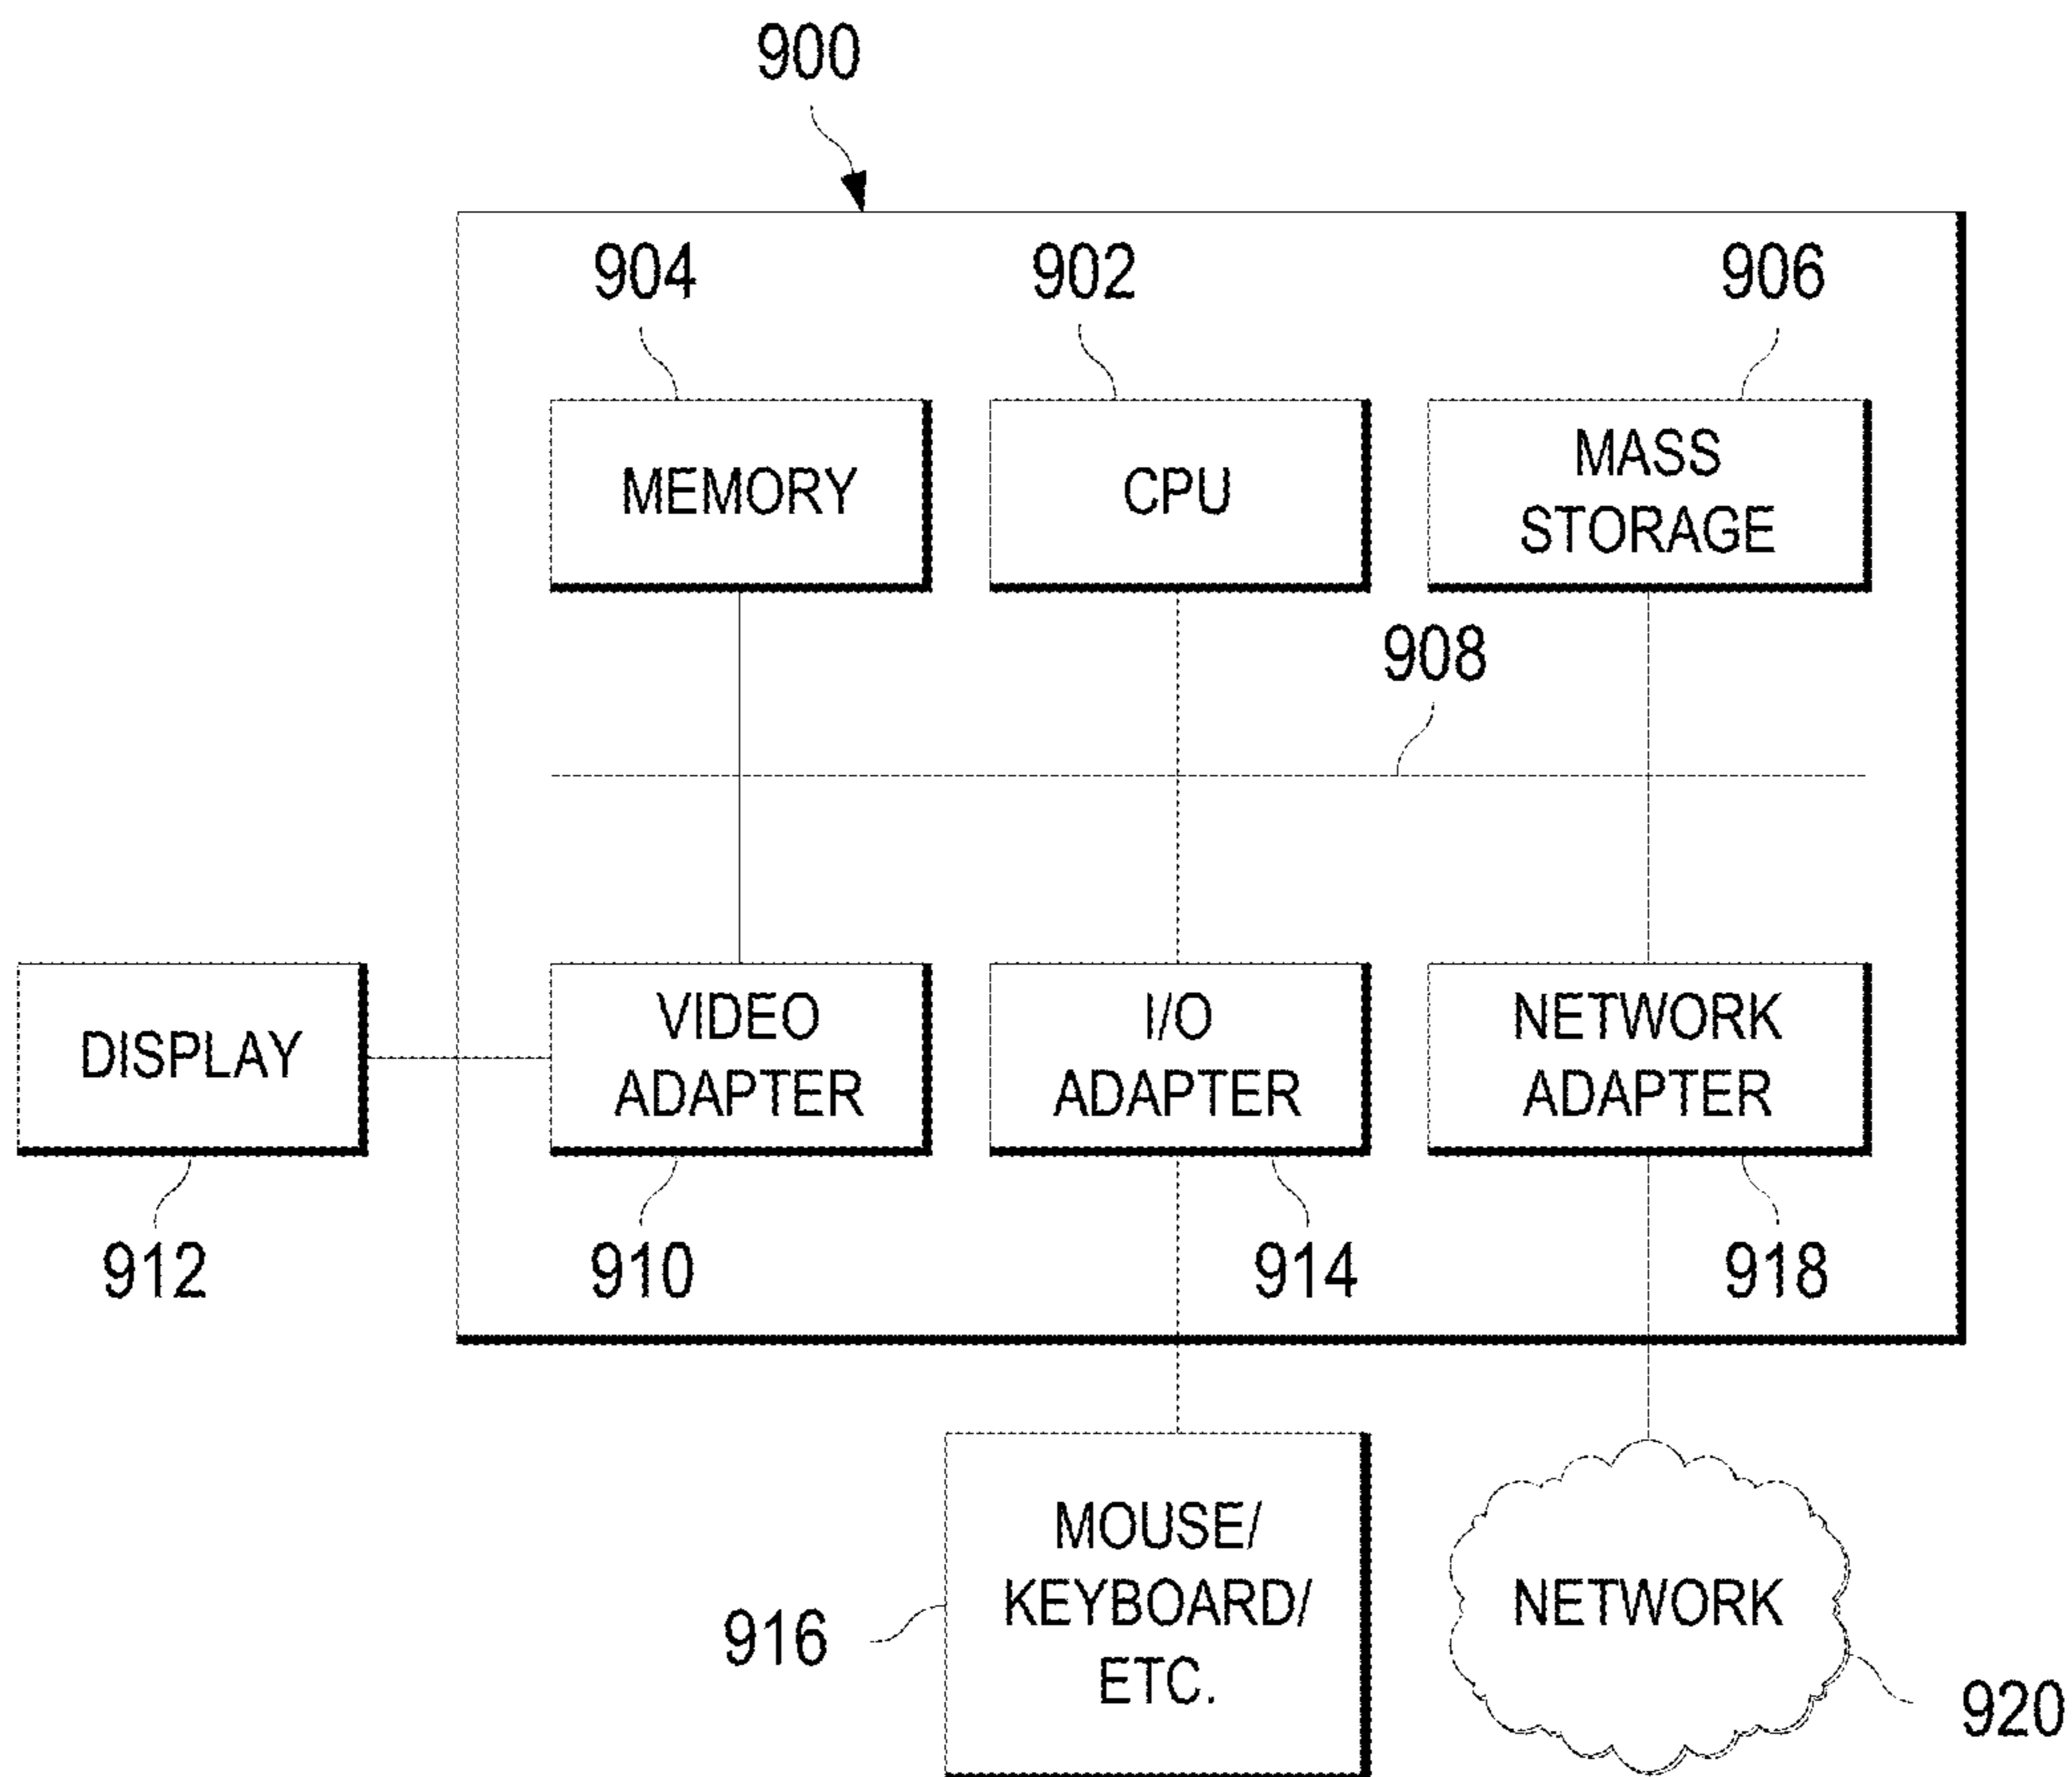 900
904
902
906
MEMORY
CPU
MASS
STORAGE
908
DISPLAY
VIDEO
ADAPTER
I/O
ADAPTER
NETWORK
ADAPTER
912
910
914
918
MOUSE/
KEYBOARD/
ETC.
916
NETWORK
920